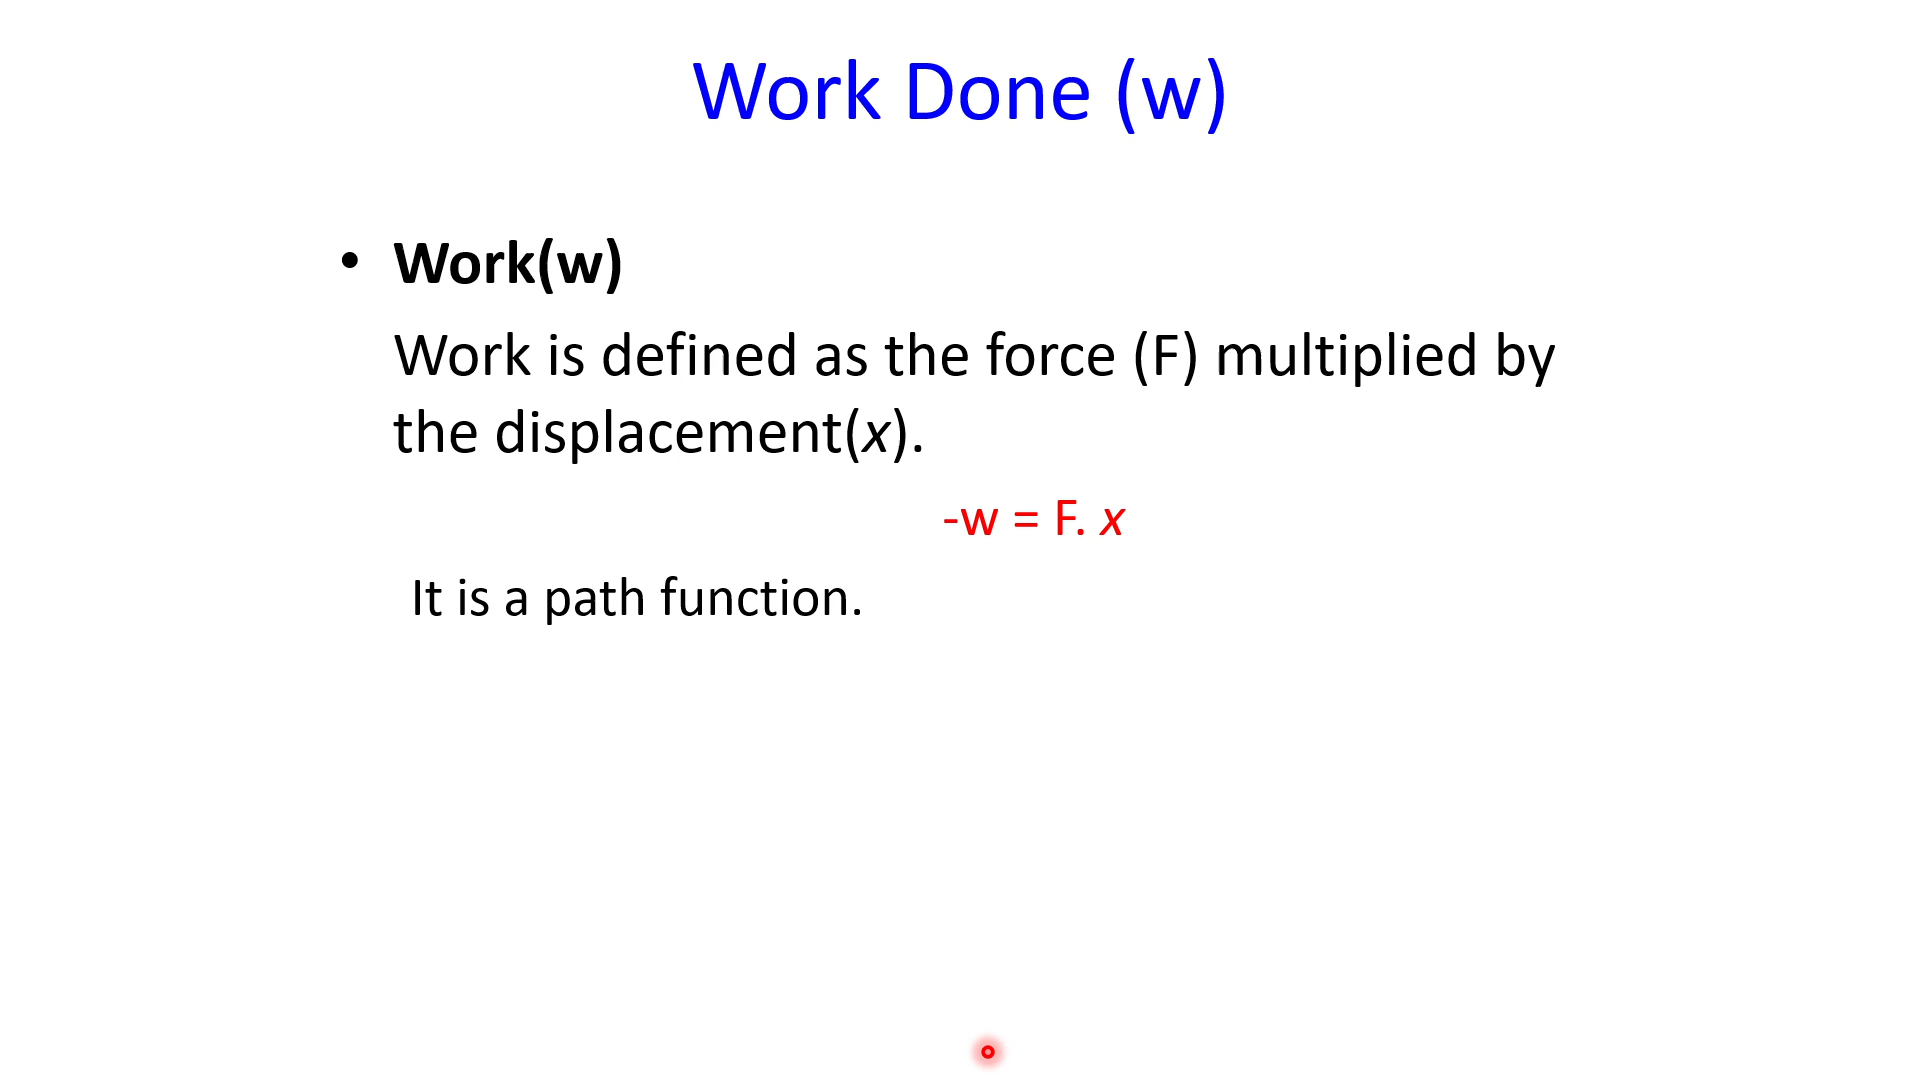 Work Done (w)
• Work(w)
Work is defined as the force (F) multiplied by
the displacement(x).
-w = F. x
It is a path function.